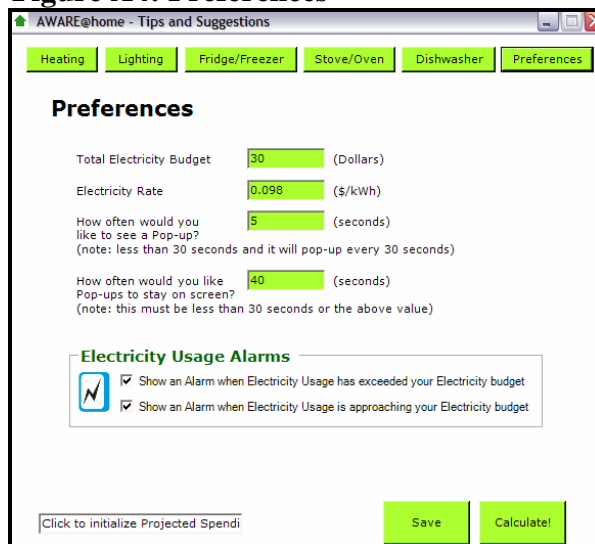 AWARE@home - Tips and Suggestions
Heating Lighting Fridge/Freezer Stove/Oven Dishwasher Preferences
Preferences
Total Electricity Budget 30 (Dollars)
Electricity Rate 0.098 ($/kWh)
How often would you 5 (seconds)
like to see a Pop-up?
(note: less than 30 seconds and it will pop-up every 30 seconds)
How often would you like 40 (seconds)
Pop-ups to stay on screen?
(note: this must be less than 30 seconds or the above value)
Electricity Usage Alarms
Show an Alarm when Electricity Usage has exceeded your Electricity budget
Show an Alarm when Electricity Usage is approaching your Electricity budget
Click to initialize Projected Spendi Save Calculate!